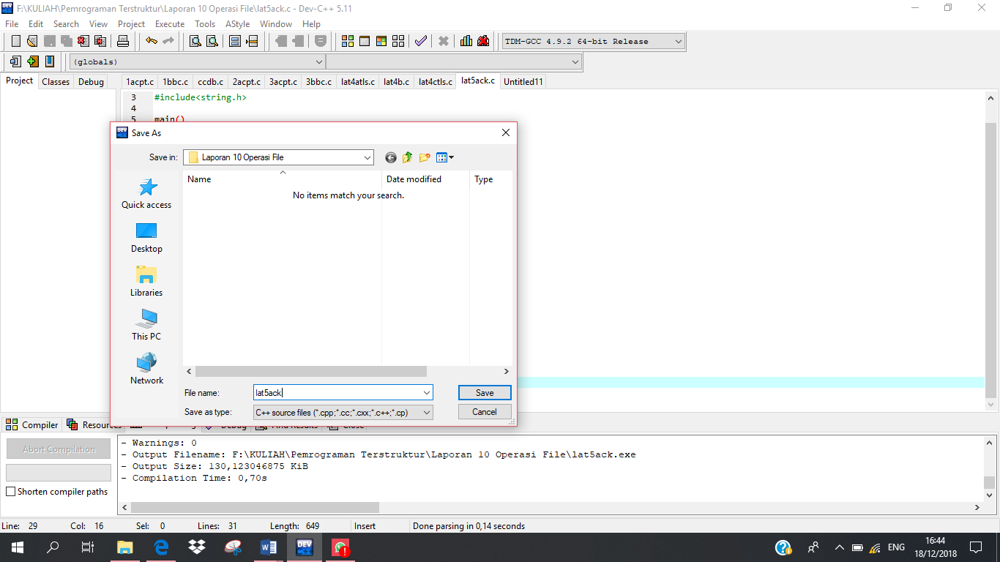 F:\KULIAH\Pemrograman Terstruktur\Laporan 10 Operasi File\lat5ack.c - Dev-C++ 5.11
File Edit Search View Project Execute Tools AStyle Window Help
TDM-GCC 4.9.2 64-bit Release
(globals)
Project Classes Debug 1acpt.c 1bbc.c ccdb.c 2acpt.c 3acpt.c 3bbc.c lat4atls.c lat4b.c lat4ctls.c lat5ack.c Untitled11
3 #include<string.h>
4
5 main()
DEV Save As
Save in: Laporan 10 Operasi File
Name Date modified Type
No items match your search.
Quick access
Desktop
Libraries
This PC
Network
File name: lat5ack Save
Save as type: C++ source files (*.cpp;*.cc;*.cxx;*.c++;*.cp) Cancel
Compiler Resources Debug Find Results Close
Abort Compilation
Shorten compiler paths
- Warnings: 0
- Output Filename: F:\KULIAH\Pemrograman Terstruktur\Laporan 10 Operasi File\lat5ack.exe
- Output Size: 130,123046875 KiB
- Compilation Time: 0,70s
Line: 29 Col: 16 Sel: 0 Lines: 31 Length: 649 Insert Done parsing in 0,14 seconds
DEV ENG 16:44
18/12/2018